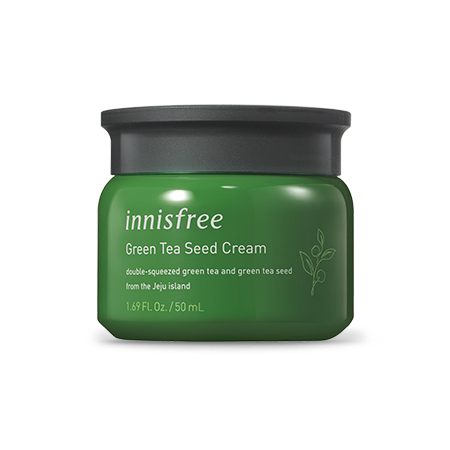 innisfree
Green Tea Seed Cream
double-squeezed green tea and green tea seed
from the Jeju island
1.69 Fl. Oz. / 50 mL